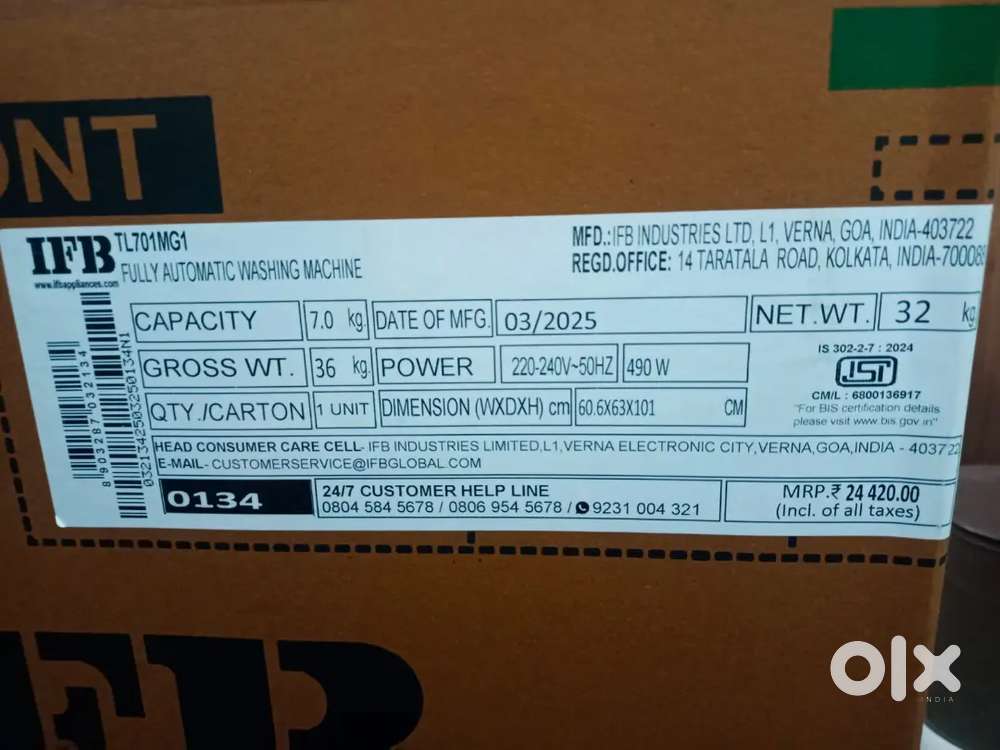 ONT
IFB TL701MG1
FULLY AUTOMATIC WASHING MACHINE
www.ifbappliances.com
MFD.:IFB INDUSTRIES LTD, L1, VERNA, GOA, INDIA-403722
REGD.OFFICE: 14 TARATALA ROAD, KOLKATA, INDIA-700088
CAPACITY 7.0 kg. DATE OF MFG. 03/2025 NET.WT. 32 kg
GROSS WT. 36 kg. POWER 220-240V~50HZ 490 W
QTY./CARTON 1 UNIT DIMENSION (WXDXH) cm 60.6X63X101 CM
IS 302-2-7 : 2024
ISI
CM/L : 6800136917
"For BIS certification details
please visit www.bis.gov.in"
8903287032134
0321342503250134N1
HEAD CONSUMER CARE CELL- IFB INDUSTRIES LIMITED,L1,VERNA ELECTRONIC CITY,VERNA,GOA,INDIA - 403722
E-MAIL- CUSTOMERSERVICE@IFBGLOBAL.COM
0134
24/7 CUSTOMER HELP LINE
0804 584 5678 / 0806 954 5678 / 9231 004 321
MRP.₹ 24 420.00
(Incl. of all taxes)
FB
olx
INDIA